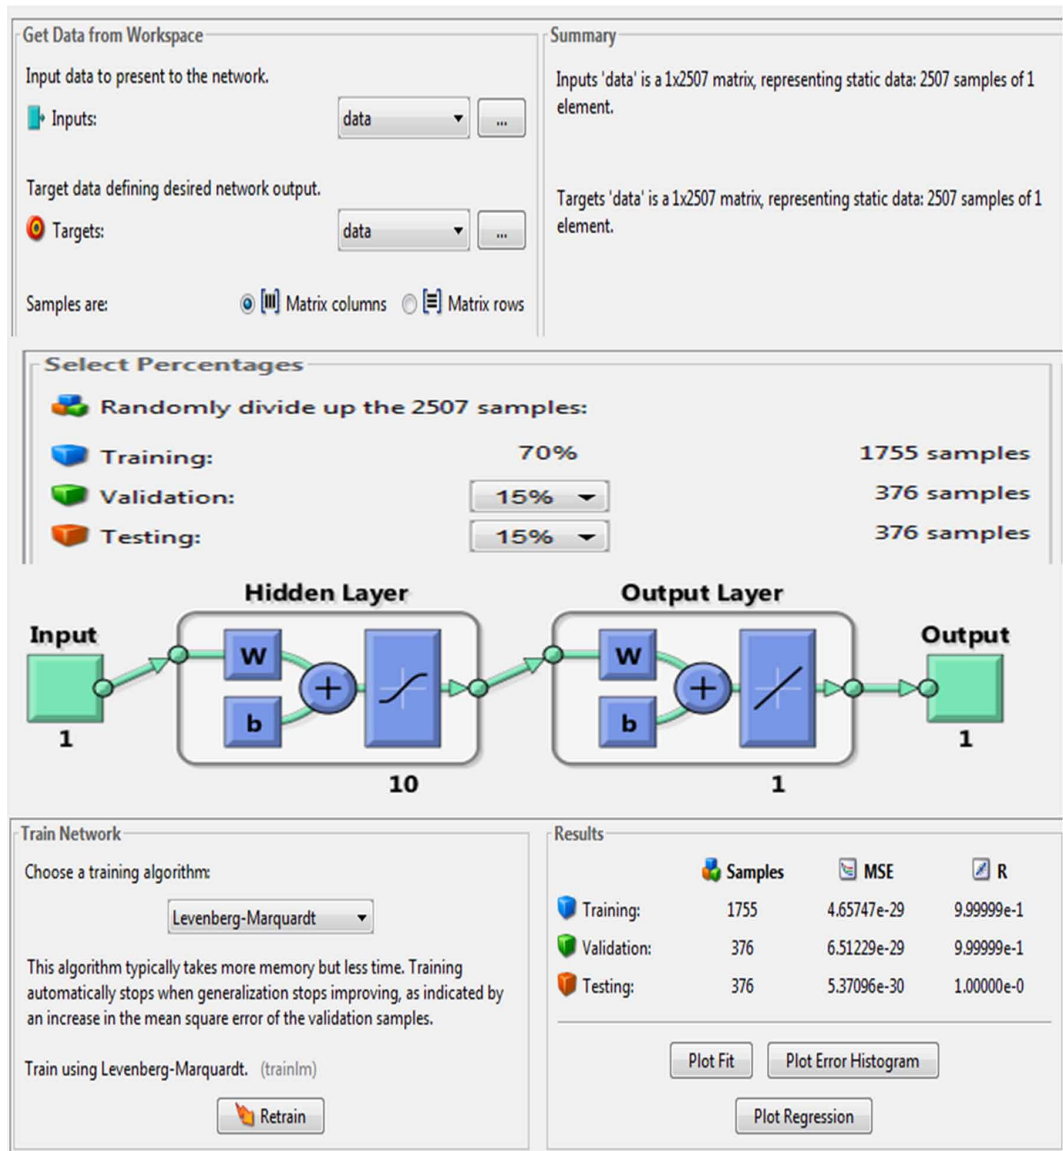 Get Data from Workspace
Input data to present to the network.
Inputs: data ...
Target data defining desired network output.
Targets: data ...
Samples are: Matrix columns Matrix rows
Summary
Inputs 'data' is a 1x2507 matrix, representing static data: 2507 samples of 1
element.
Targets 'data' is a 1x2507 matrix, representing static data: 2507 samples of 1
element.
Select Percentages
Randomly divide up the 2507 samples:
Training: 70% 1755 samples
Validation: 15% 376 samples
Testing: 15% 376 samples
Hidden Layer Output Layer
Input Output
W W
+ +
b b
1 1
10 1
Train Network
Choose a training algorithm:
Levenberg-Marquardt
This algorithm typically takes more memory but less time. Training
automatically stops when generalization stops improving, as indicated by
an increase in the mean square error of the validation samples.
Train using Levenberg-Marquardt. (trainlm)
Retrain
Results
Samples MSE R
Training: 1755 4.65747e-29 9.99999e-1
Validation: 376 6.51229e-29 9.99999e-1
Testing: 376 5.37096e-30 1.00000e-0
Plot Fit Plot Error Histogram
Plot Regression